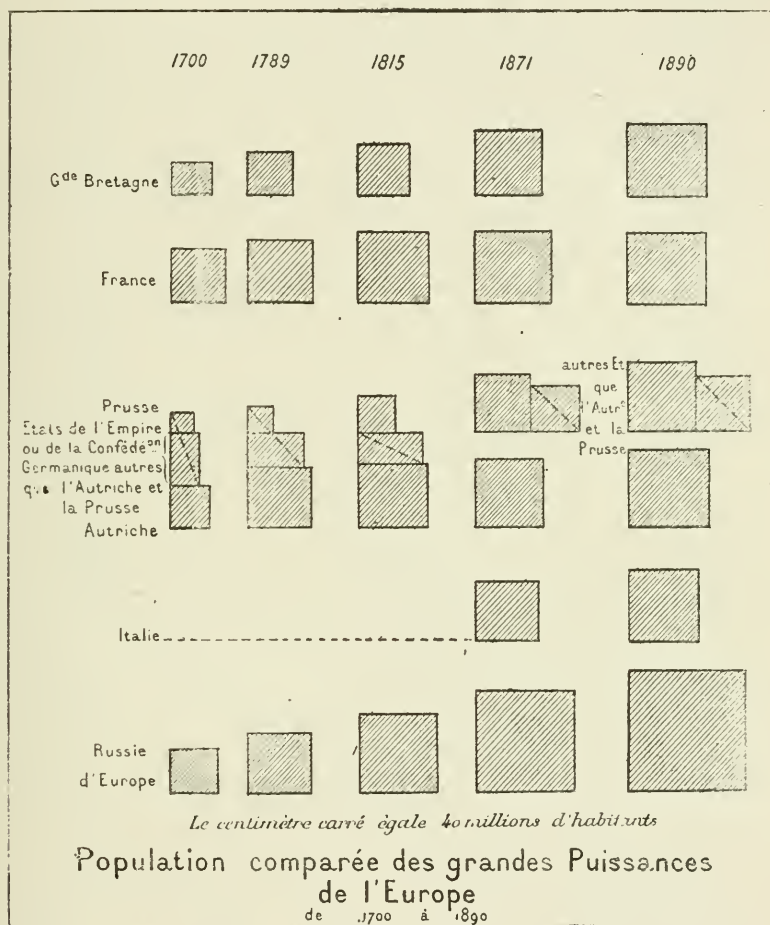 1700 1789 1815 1871 1890
Gde Bretagne
France
autres Et
que
l'Autre
et la
Prusse
Prusse
Etats de l'Empire
ou de la Confédéon
Germanique autres
que l'Autriche et
la Prusse
Autriche
Italie
Russie
d'Europe
Le centimètre carré égale 40 millions d'habitants
Population comparée des grandes Puissances
de l'Europe
de 1700 à 1890